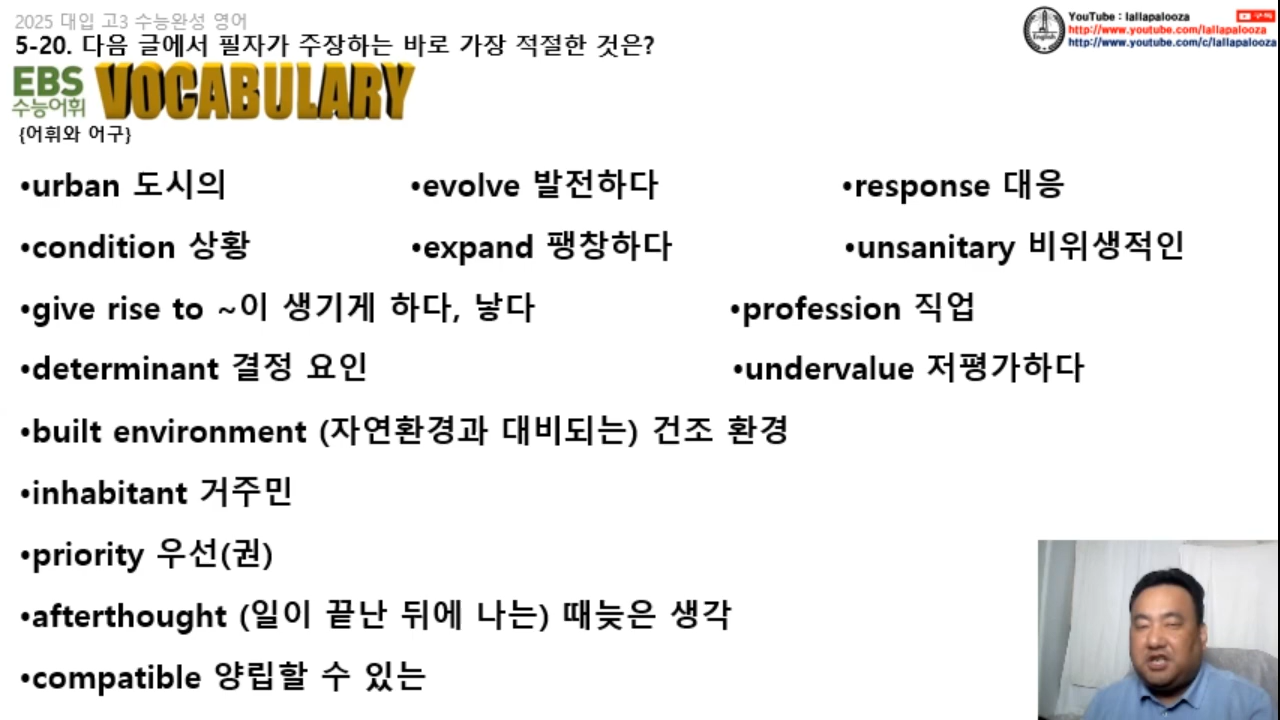 2025 대입 고3 수능완성 영어
5-20. 다음 글에서 필자가 주장하는 바로 가장 적절한 것은?
YouTube : lallapalooza 구독
http://www.youtube.com/lallapalooza
http://www.youtube.com/c/lallapalooza
English
EBS 수능어휘 VOCABULARY
{어휘와 어구}
•urban 도시의 •evolve 발전하다 •response 대응
•condition 상황 •expand 팽창하다 •unsanitary 비위생적인
•give rise to ~이 생기게 하다, 낳다 •profession 직업
•determinant 결정 요인 •undervalue 저평가하다
•built environment (자연환경과 대비되는) 건조 환경
•inhabitant 거주민
•priority 우선(권)
•afterthought (일이 끝난 뒤에 나는) 때늦은 생각
•compatible 양립할 수 있는